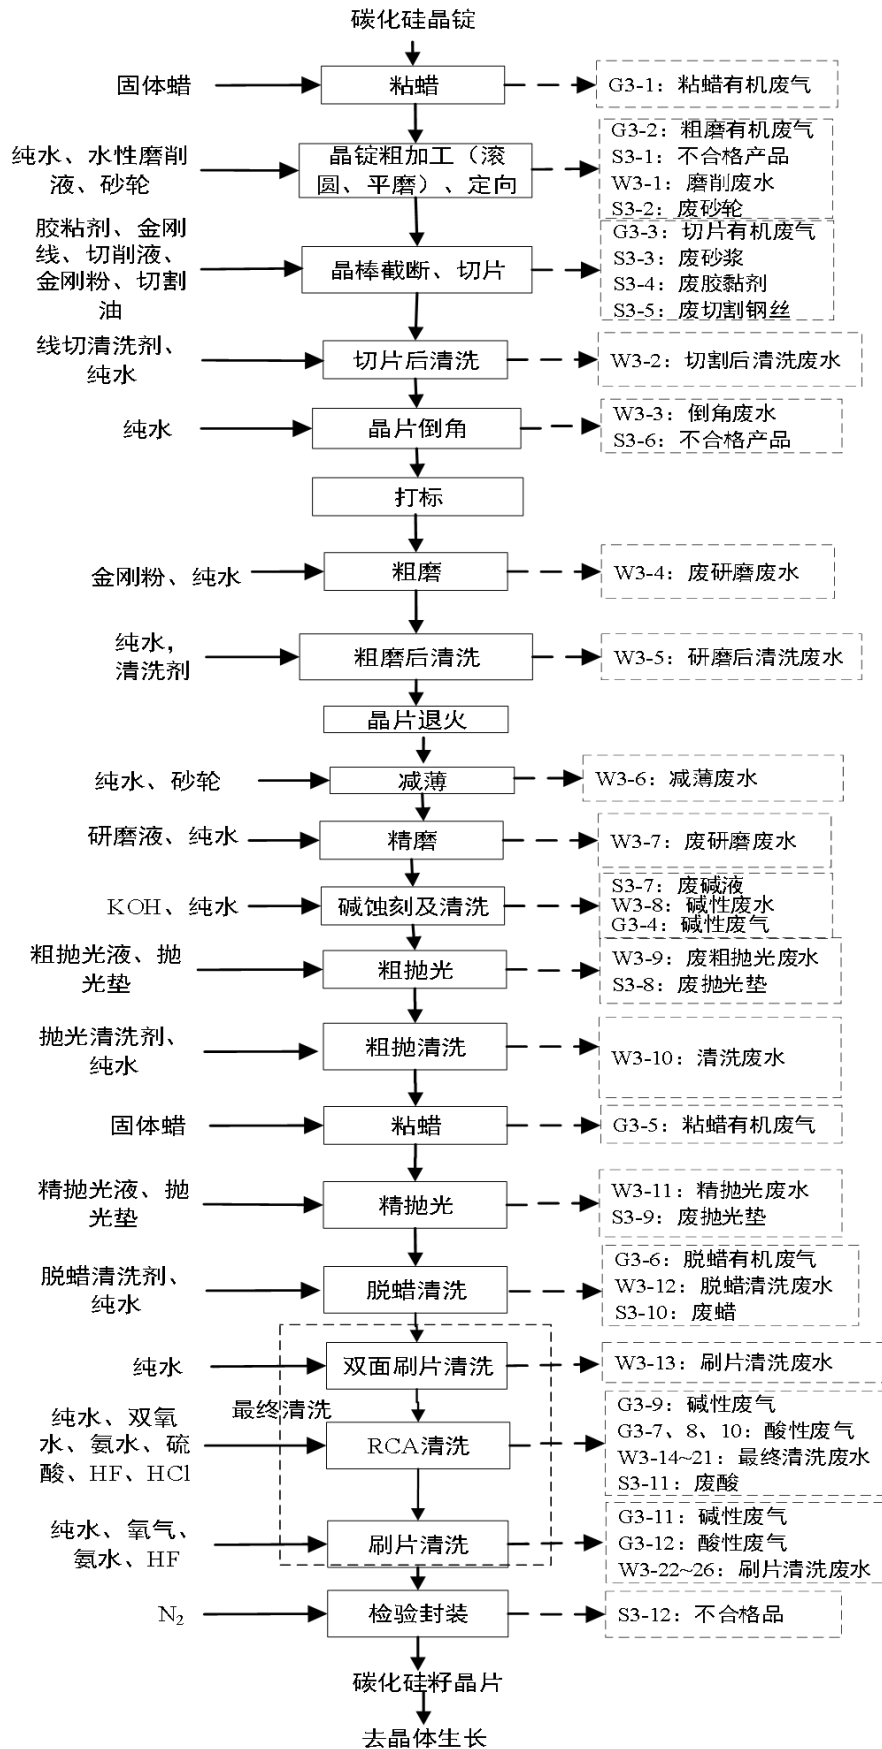 碳化硅晶锭
固体蜡
粘蜡
G3-1：粘蜡有机废气
纯水、水性磨削
液、砂轮
晶锭粗加工（滚
圆、平磨）、定向
G3-2：粗磨有机废气
S3-1：不合格产品
W3-1：磨削废水
S3-2：废砂轮
胶粘剂、金刚
线、切削液、
金刚粉、切割
油
晶棒截断、切片
G3-3：切片有机废气
S3-3：废砂浆
S3-4：废胶黏剂
S3-5：废切割钢丝
线切清洗剂、
纯水
切片后清洗
W3-2：切割后清洗废水
纯水
晶片倒角
W3-3：倒角废水
S3-6：不合格产品
打标
金刚粉、纯水
粗磨
W3-4：废研磨废水
纯水，
清洗剂
粗磨后清洗
W3-5：研磨后清洗废水
晶片退火
纯水、砂轮
减薄
W3-6：减薄废水
研磨液、纯水
精磨
W3-7：废研磨废水
KOH、纯水
碱蚀刻及清洗
S3-7：废碱液
W3-8：碱性废水
G3-4：碱性废气
粗抛光液、抛
光垫
粗抛光
W3-9：废粗抛光废水
S3-8：废抛光垫
抛光清洗剂、
纯水
粗抛清洗
W3-10：清洗废水
固体蜡
粘蜡
G3-5：粘蜡有机废气
精抛光液、抛
光垫
精抛光
W3-11：精抛光废水
S3-9：废抛光垫
脱蜡清洗剂、
纯水
脱蜡清洗
G3-6：脱蜡有机废气
W3-12：脱蜡清洗废水
S3-10：废蜡
纯水
双面刷片清洗
W3-13：刷片清洗废水
最终清洗
纯水、双氧
水、氨水、硫
酸、HF、HCl
RCA清洗
G3-9：碱性废气
G3-7、8、10：酸性废气
W3-14~21：最终清洗废水
S3-11：废酸
纯水、氧气、
氨水、HF
刷片清洗
G3-11：碱性废气
G3-12：酸性废气
W3-22~26：刷片清洗废水
N₂
检验封装
S3-12：不合格品
碳化硅籽晶片
去晶体生长